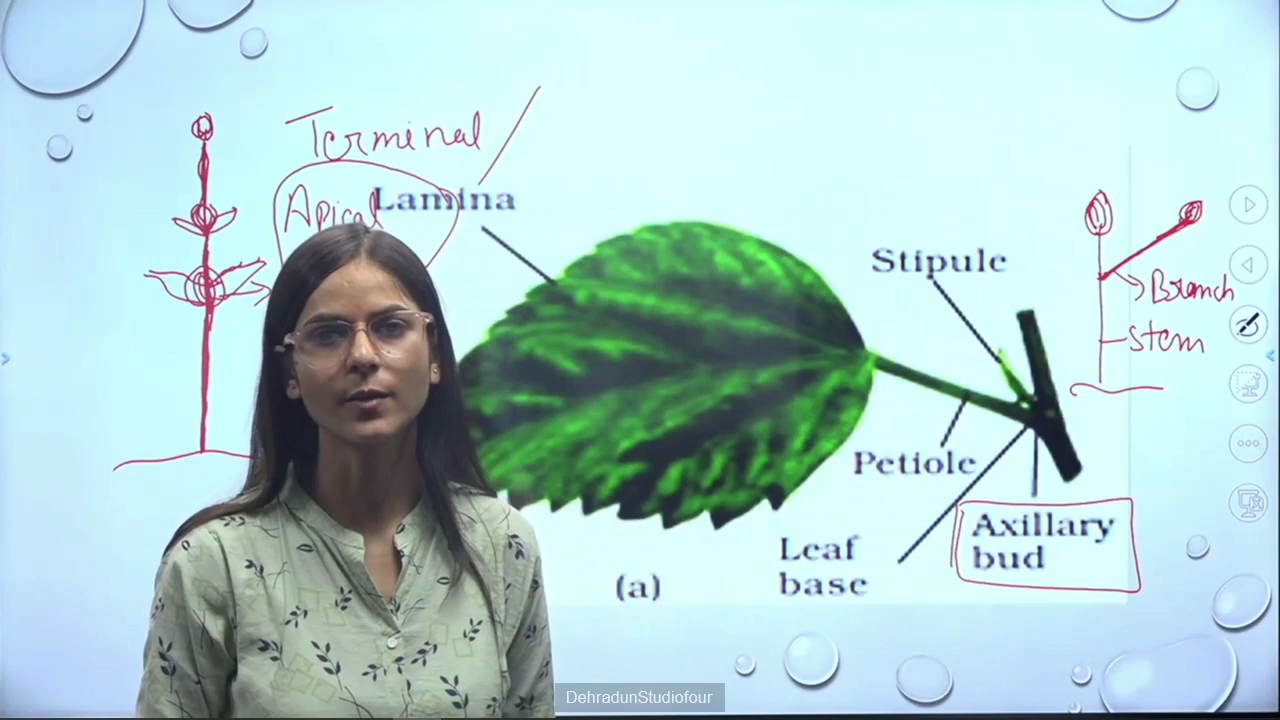 Terminal
Apical
Lamina
Stipule
Branch
stem
Petiole
Axillary
bud
Leaf
base
(a)
DehradunStudiofour